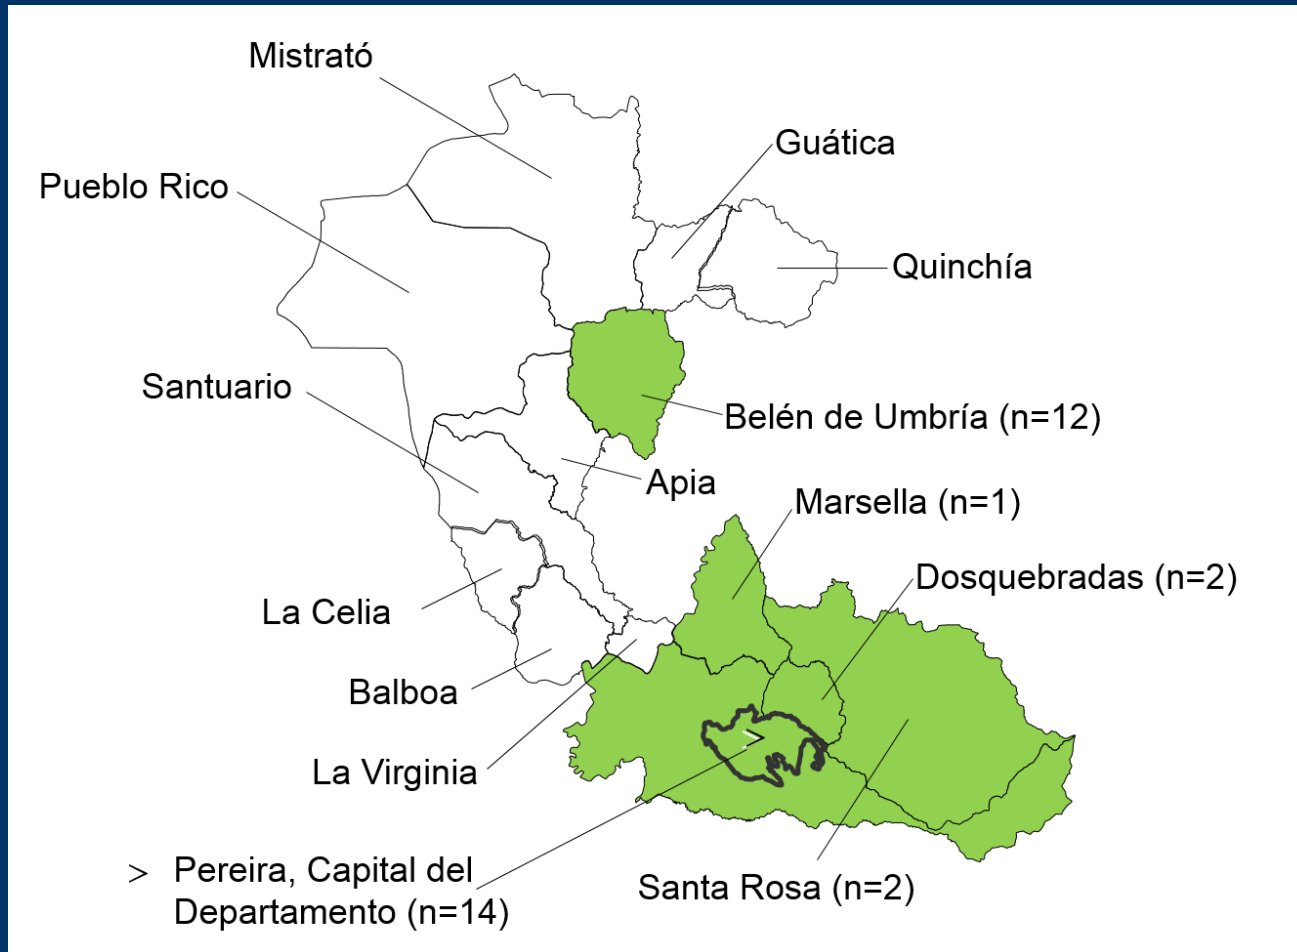 Mistrató
Guática
Pueblo Rico
Quinchía
Santuario
Belén de Umbría (n=12)
Apia
Marsella (n=1)
Dosquebradas (n=2)
La Celia
Balboa
La Virginia
> Pereira, Capital del
Departamento (n=14)
Santa Rosa (n=2)